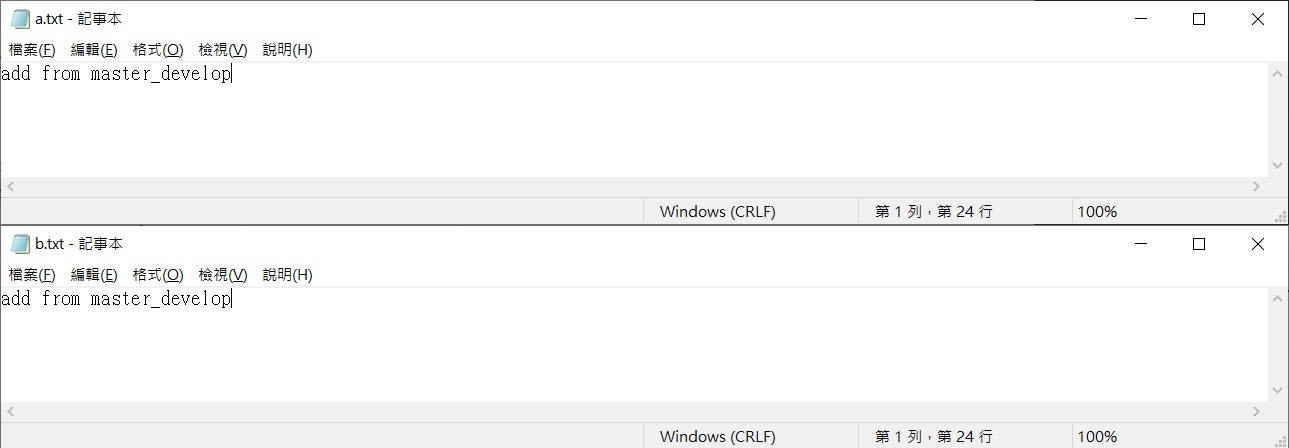 a.txt - 記事本
檔案(F) 編輯(E) 格式(O) 檢視(V) 說明(H)
add from master_develop
Windows (CRLF) 第 1 列，第 24 行 100%
b.txt - 記事本
檔案(F) 編輯(E) 格式(O) 檢視(V) 說明(H)
add from master_develop
Windows (CRLF) 第 1 列，第 24 行 100%